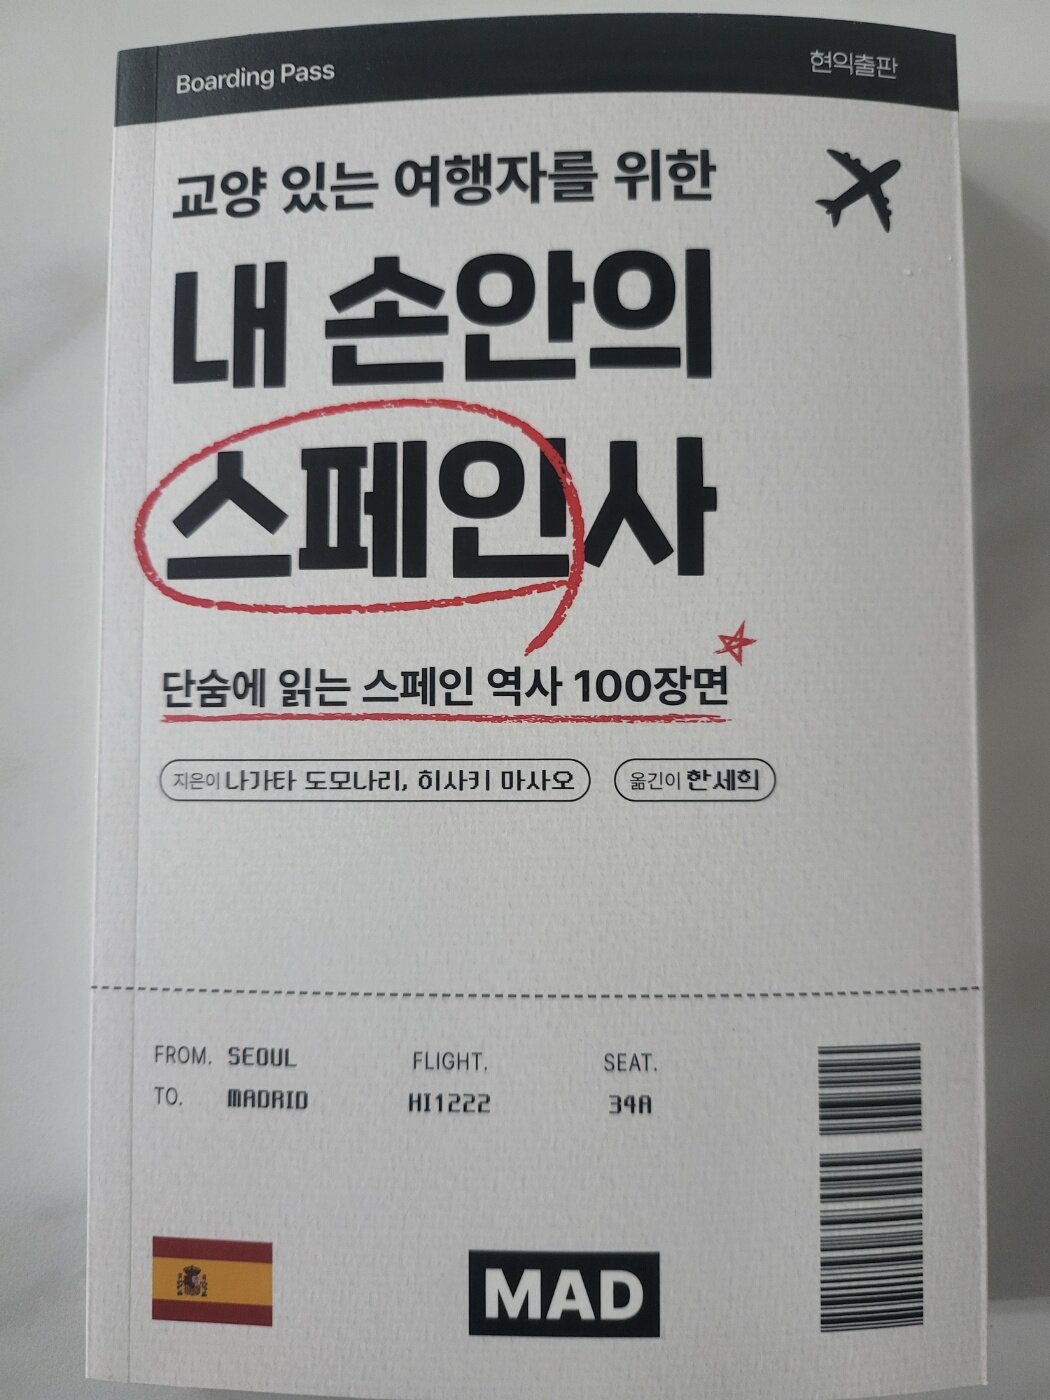 Boarding Pass
현익출판
교양 있는 여행자를 위한
내 손안의
스페인사
단숨에 읽는 스페인 역사 100장면
지은이 나가타 도모나리, 히사키 마사오
옮긴이 한세희
FROM. SEOUL
TO. MADRID
FLIGHT.
HI1222
SEAT.
34A
MAD